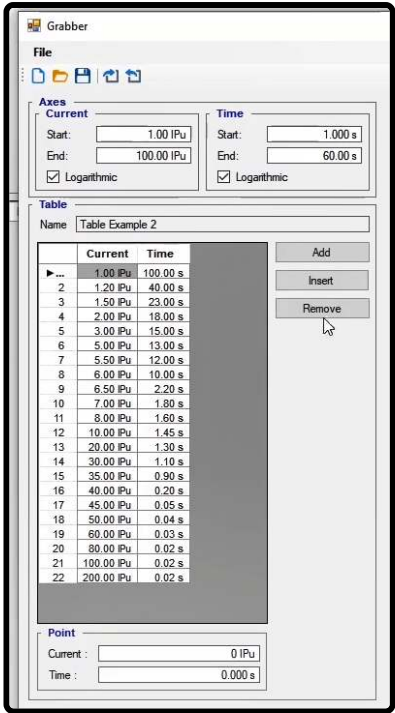 Grabber
File
Axes
Current
Start: 1.00 IPu
End: 100.00 IPu
Logarithmic
Time
Start: 1.000 s
End: 60.00 s
Logarithmic
Table
Name Table Example 2
Current Time
... 1.00 IPu 100.00 s
2 1.20 IPu 40.00 s
3 1.50 IPu 23.00 s
4 2.00 IPu 18.00 s
5 3.00 IPu 15.00 s
6 5.00 IPu 13.00 s
7 5.50 IPu 12.00 s
8 6.00 IPu 10.00 s
9 6.50 IPu 2.20 s
10 7.00 IPu 1.80 s
11 8.00 IPu 1.60 s
12 10.00 IPu 1.45 s
13 20.00 IPu 1.30 s
14 30.00 IPu 1.10 s
15 35.00 IPu 0.90 s
16 40.00 IPu 0.20 s
17 45.00 IPu 0.05 s
18 50.00 IPu 0.04 s
19 60.00 IPu 0.03 s
20 80.00 IPu 0.02 s
21 100.00 IPu 0.02 s
22 200.00 IPu 0.02 s
Add
Insert
Remove
Point
Current : 0 IPu
Time : 0.000 s